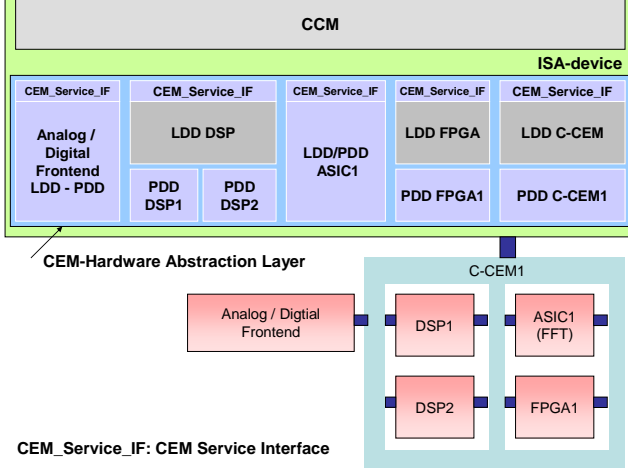 CCM
ISA-device
CEM_Service_IF
CEM_Service_IF
CEM_Service_IF
CEM_Service_IF
CEM_Service_IF
Analog /
Digital
Frontend
LDD - PDD
LDD DSP
PDD
DSP1
PDD
DSP2
LDD/PDD
ASIC1
LDD FPGA
PDD FPGA1
LDD C-CEM
PDD C-CEM1
CEM-Hardware Abstraction Layer
C-CEM1
Analog / Digtial
Frontend
DSP1
ASIC1
(FFT)
DSP2
FPGA1
CEM_Service_IF: CEM Service Interface